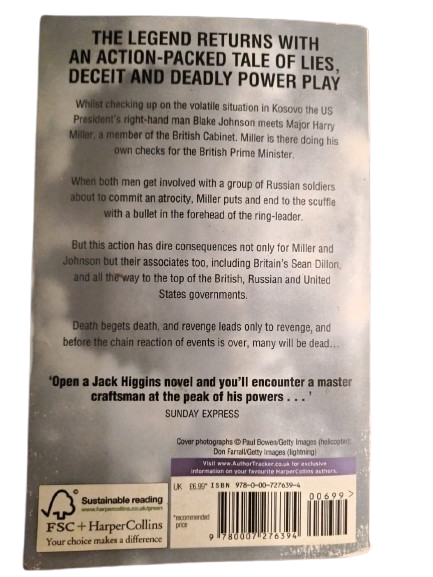 THE LEGEND RETURNS WITH
AN ACTION-PACKED TALE OF LIES,
DECEIT AND DEADLY POWER PLAY
Whilst checking up on the volatile situation in Kosovo the US
President's right-hand man Blake Johnson meets Major Harry
Miller, a member of the British Cabinet. Miller is there doing his
own checks for the British Prime Minister.
When both men get involved with a group of Russian soldiers
about to commit an atrocity, Miller puts and end to the scuffle
with a bullet in the forehead of the ring-leader.
But this action has dire consequences not only for Miller and
Johnson but their associates too, including Britain's Sean Dillon,
and all the way to the top of the British, Russian and United
States governments.
Death begets death, and revenge leads only to revenge, and
before the chain reaction of events is over, many will be dead...
'Open a Jack Higgins novel and you'll encounter a master
craftsman at the peak of his powers . . . '
SUNDAY EXPRESS
Cover photographs © Paul Bowen/Getty Images (helicopter);
Don Farrall/Getty Images (lightning)
Visit www.AuthorTracker.co.uk for exclusive
information on your favourite HarperCollins authors.
Sustainable reading
www.harpercollins.co.uk/green
FSC + HarperCollins
Your choice makes a difference
UK £6.99* ISBN 978-0-00-727639-4
00699 >
*recommended
price
9 780007 276394